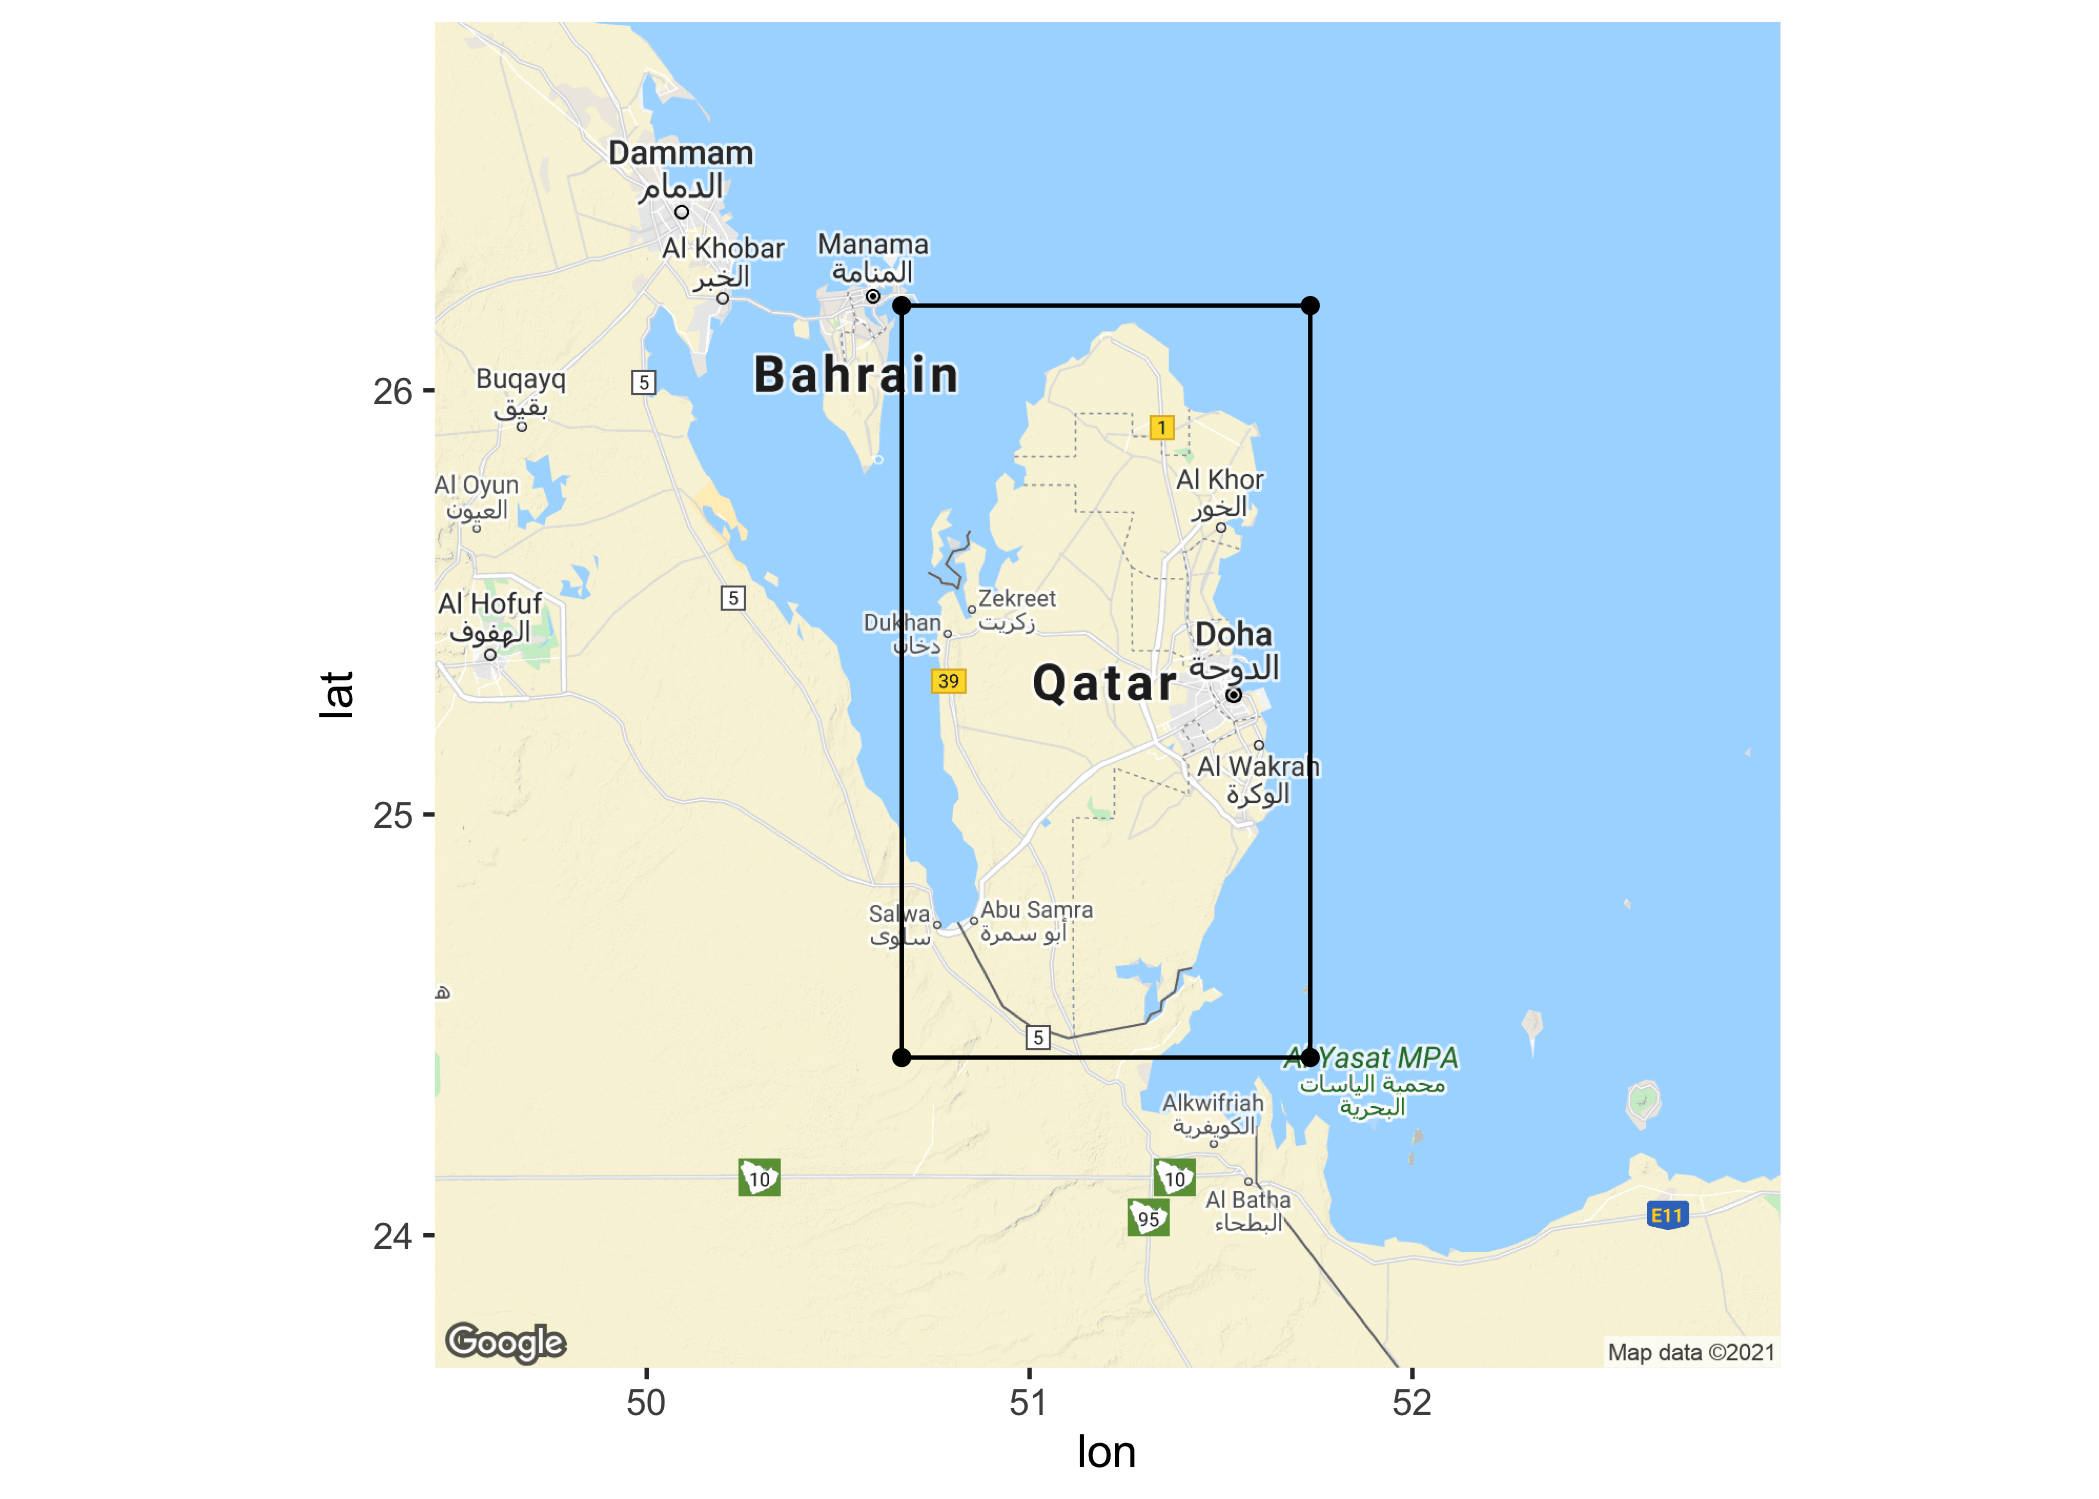 Dammam
الدمام
Al Khobar
الخبر
Manama
المنامة
Bahrain
26
5
Buqayq
بقيق
1
Al Oyun
العيون
Al Khor
الخور
5
Al Hofuf
الهفوف
Zekreet
زكريت
Dukhan
دخان
Doha
الدوحة
39
Qatar
lat
Al Wakrah
الوكرة
25
Salwa
سلوى
Abu Samra
أبو سمرة
ه
5
Al Yasat MPA
محمية الياسات
البحرية
Alkwifriah
الكويفرية
10
10
Al Batha
البطحاء
95
E11
24
Google
Map data ©2021
50
51
52
lon